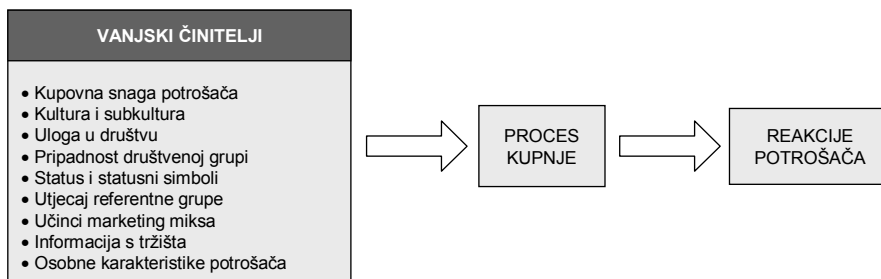 VANJSKI ČINITELJI
• Kupovna snaga potrošača
• Kultura i subkultura
• Uloga u društvu
• Pripadnost društvenoj grupi
• Status i statusni simboli
• Utjecaj referentne grupe
• Učinci marketing miksa
• Informacija s tržišta
• Osobne karakteristike potrošača
PROCES
KUPNJE
REAKCIJE
POTROŠAČA